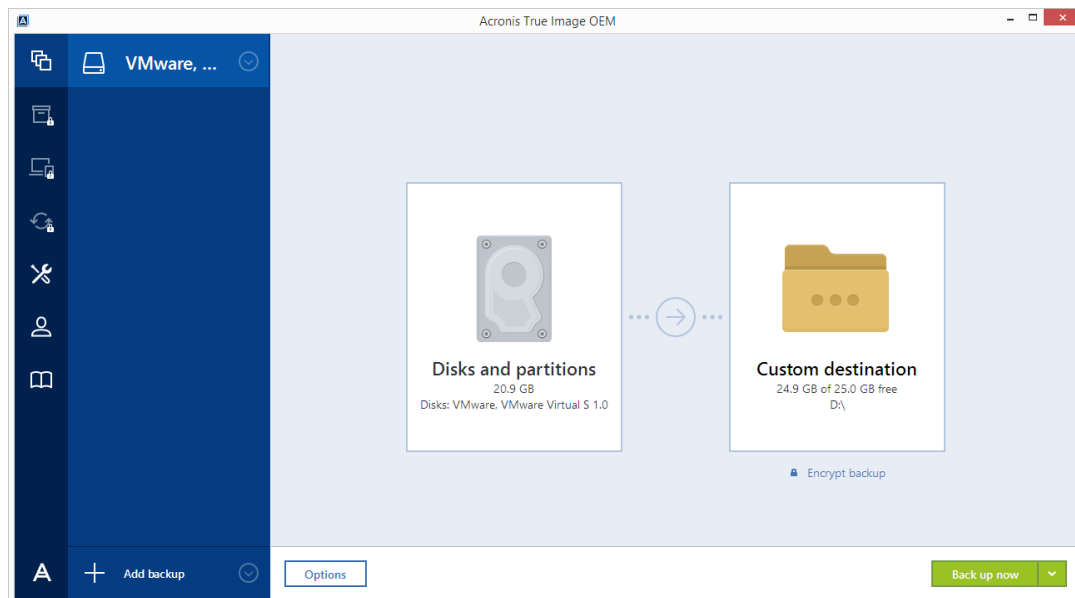 Acronis True Image OEM
VMware, ...
Disks and partitions
20.9 GB
Disks: VMware, VMware Virtual S 1.0
Custom destination
24.9 GB of 25.0 GB free
D:\
Encrypt backup
Add backup
Options
Back up now